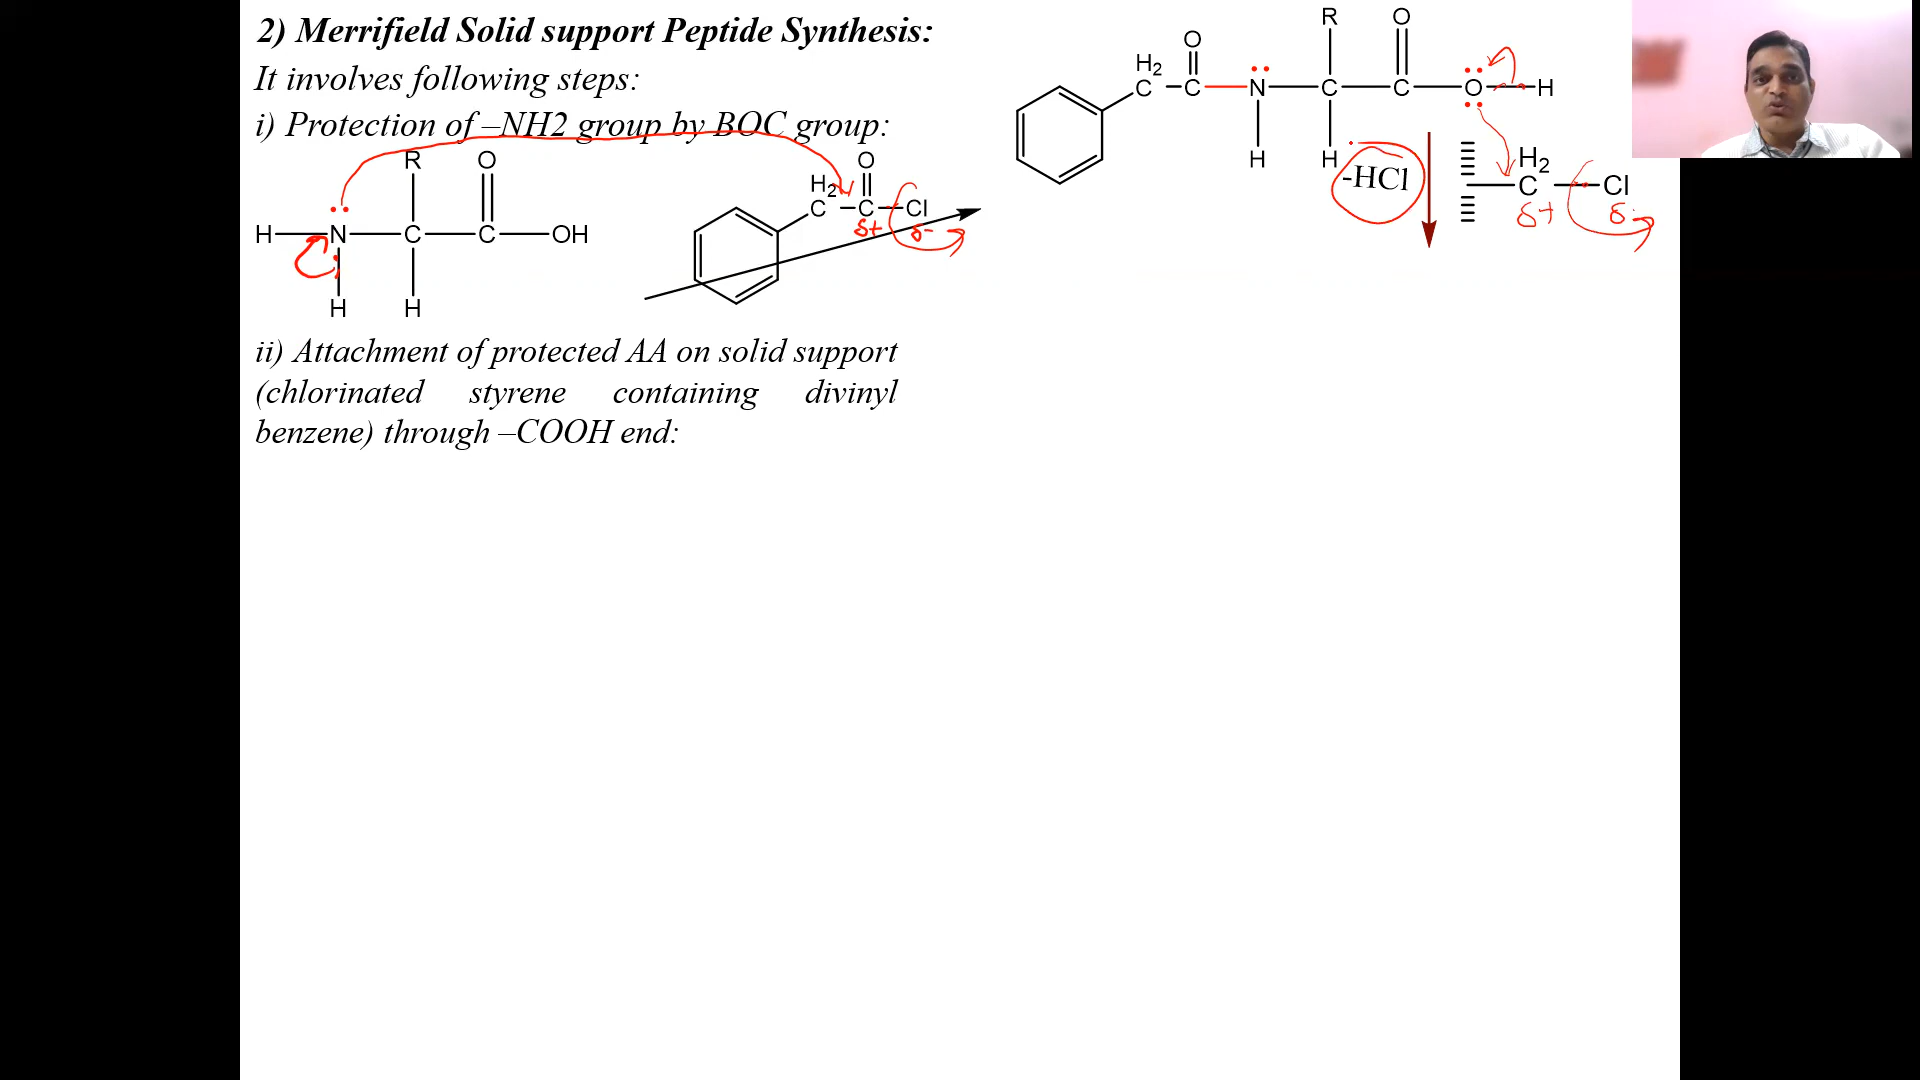 2) Merrifield Solid support Peptide Synthesis:
It involves following steps:
i) Protection of –NH2 group by BOC group:
R O
H N C C OH
H H
O
H2
C C Cl
δ+ δ-
R O
O
H2
C C N C C O H
H H
-HCl
H2
C Cl
δ+ δ-
ii) Attachment of protected AA on solid support
(chlorinated styrene containing divinyl
benzene) through –COOH end: